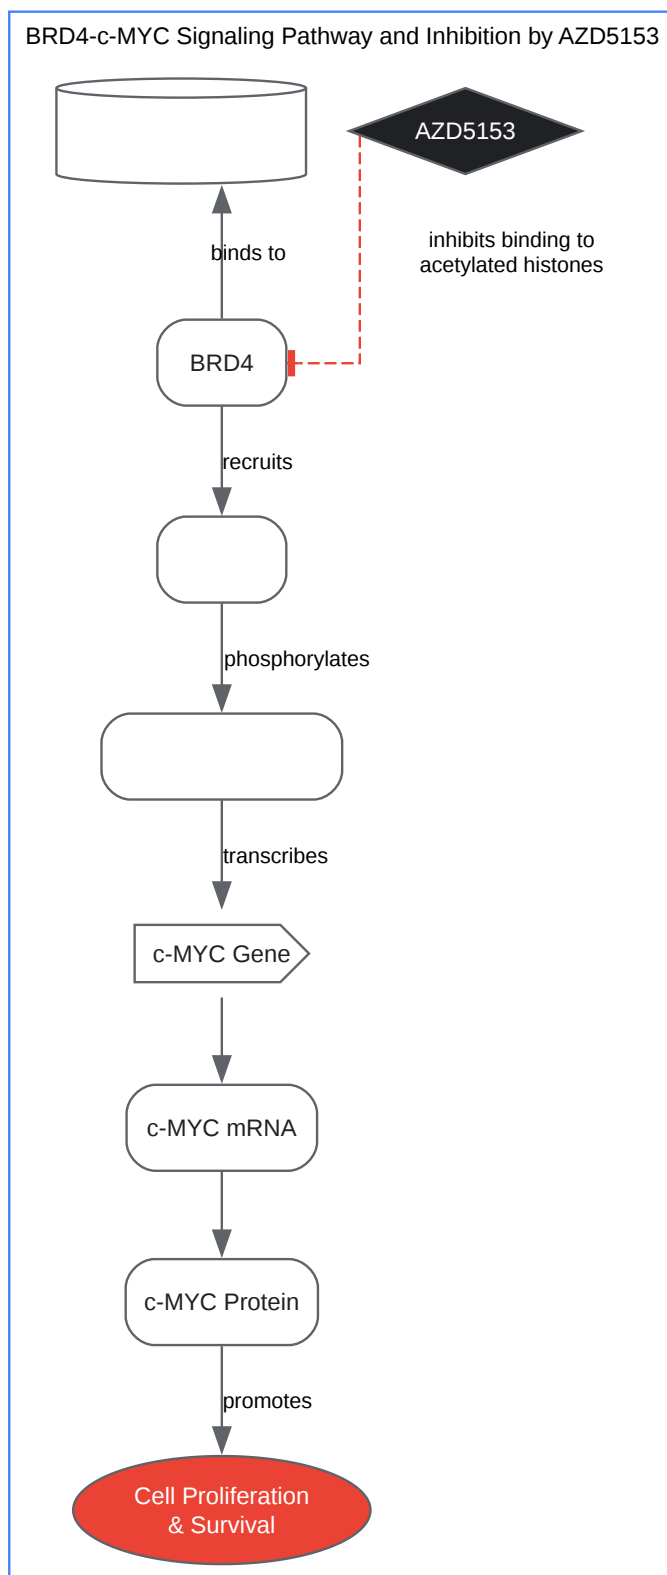 BRD4-c-MYC Signaling Pathway and Inhibition by AZD5153
AZD5153
binds to
inhibits binding to
acetylated histones
BRD4
recruits
phosphorylates
transcribes
c-MYC Gene
c-MYC mRNA
c-MYC Protein
promotes
Cell Proliferation
& Survival